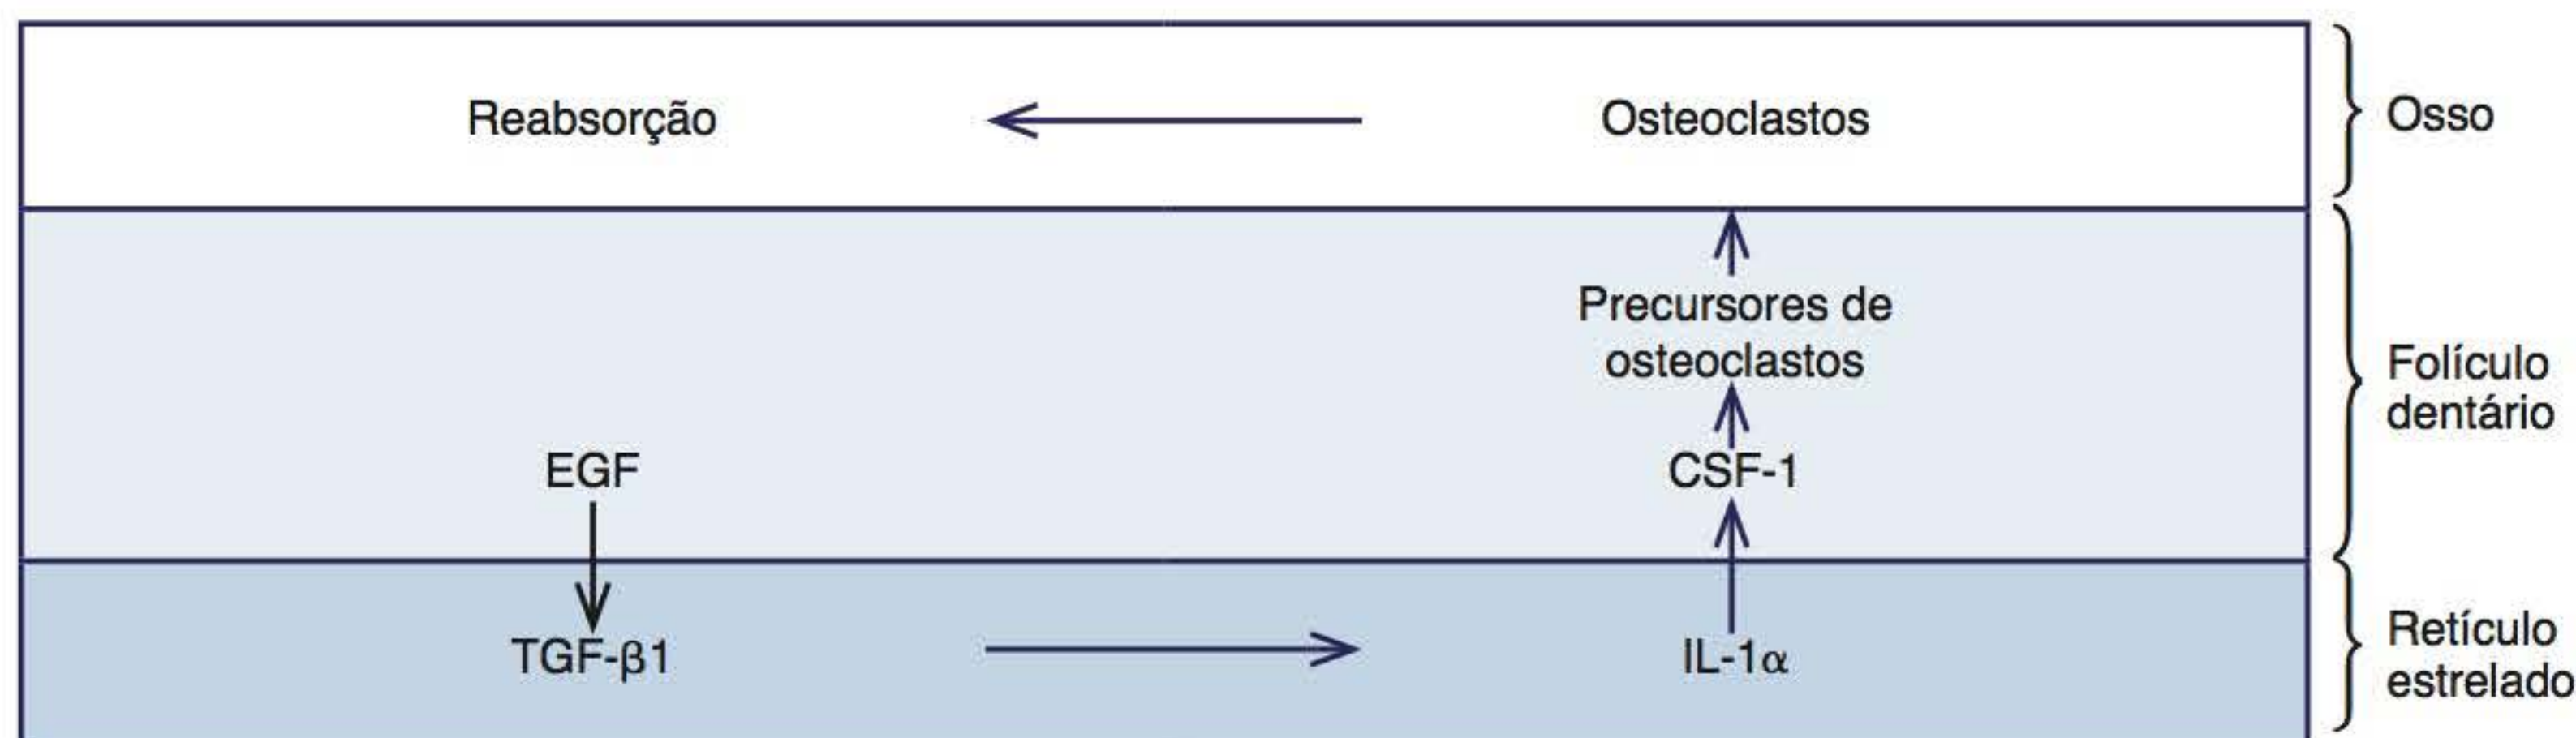 Reabsorção
Osteoclastos
Osso
Precursores de
osteoclastos
Folículo
dentário
EGF
CSF-1
TGF-β1
IL-1α
Retículo
estrelado